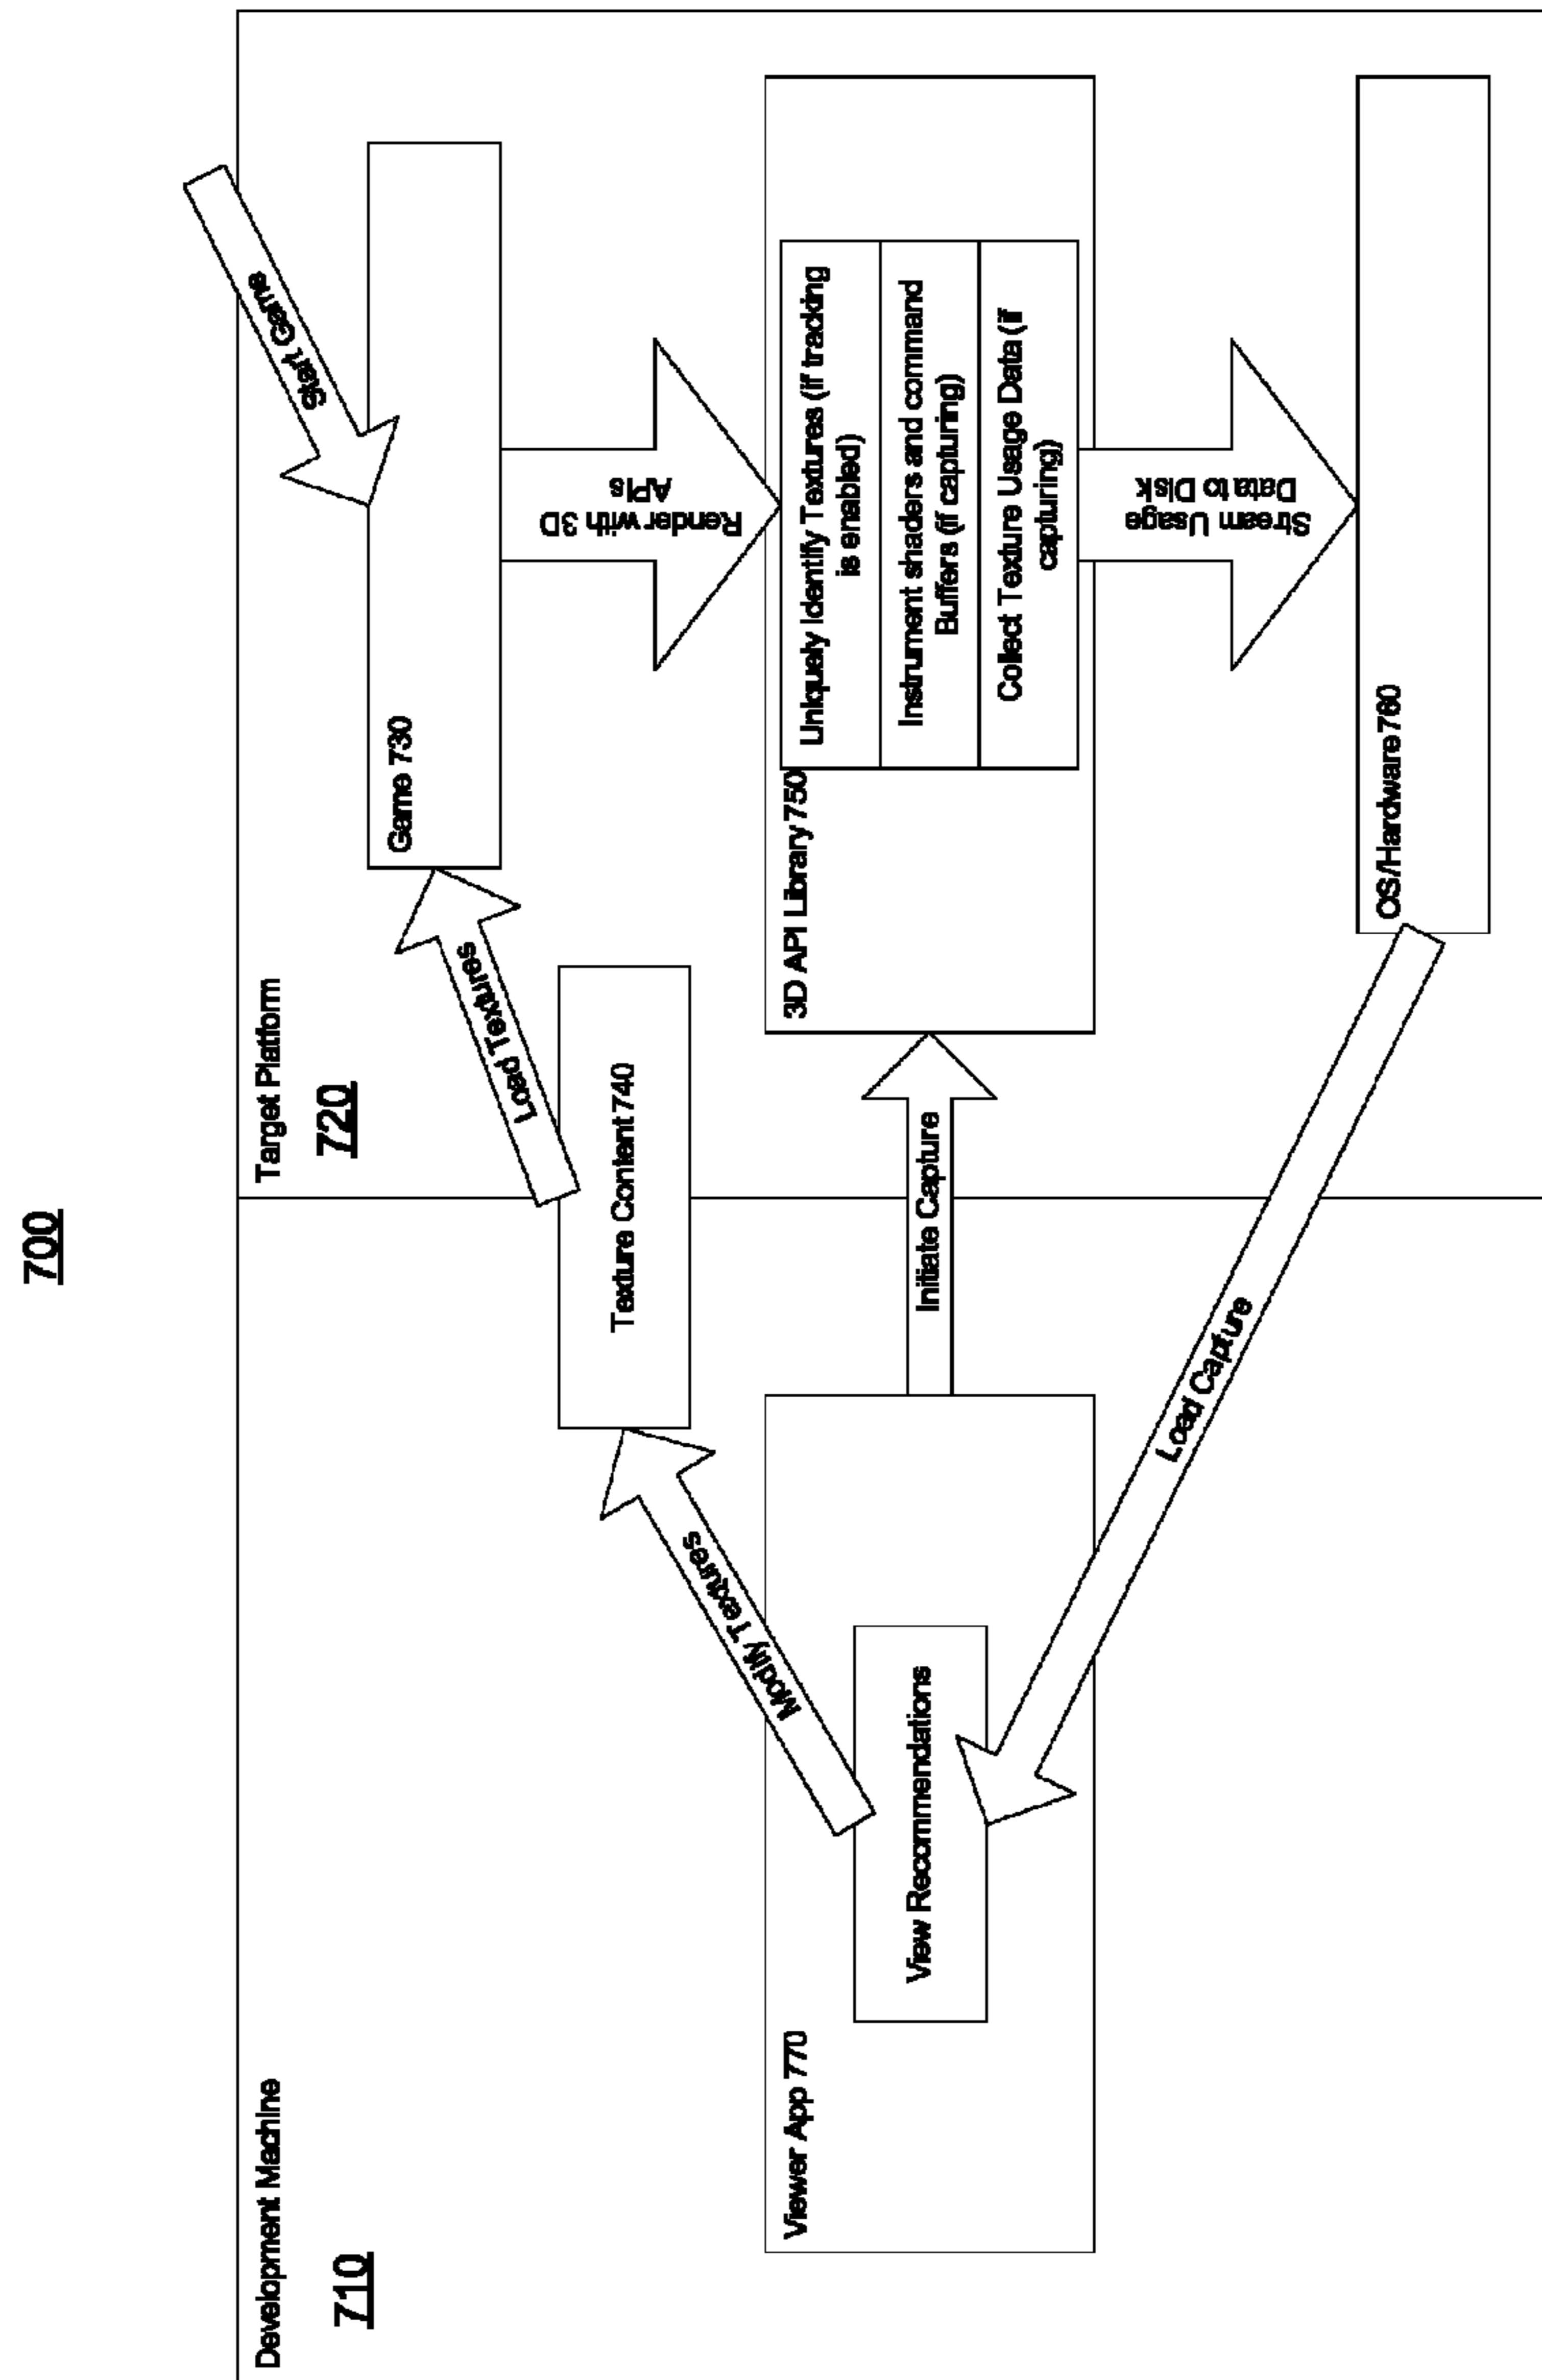 700
Development Machine
710
Target Platform
720
Start Game
Game 730
Load Textures
Texture Content 740
Modify Textures
Render with 3D
APIs
Viewer App 770
View Recommendations
Initiate Capture
3D API Library 750
Uniquely Identify Textures (if tracking
is enabled)
Instrument shaders and command
Buffers (if capturing)
Collect Texture Usage Data (if
capturing)
Load Capture
Stream Usage
Data to Disk
OS/Hardware 760